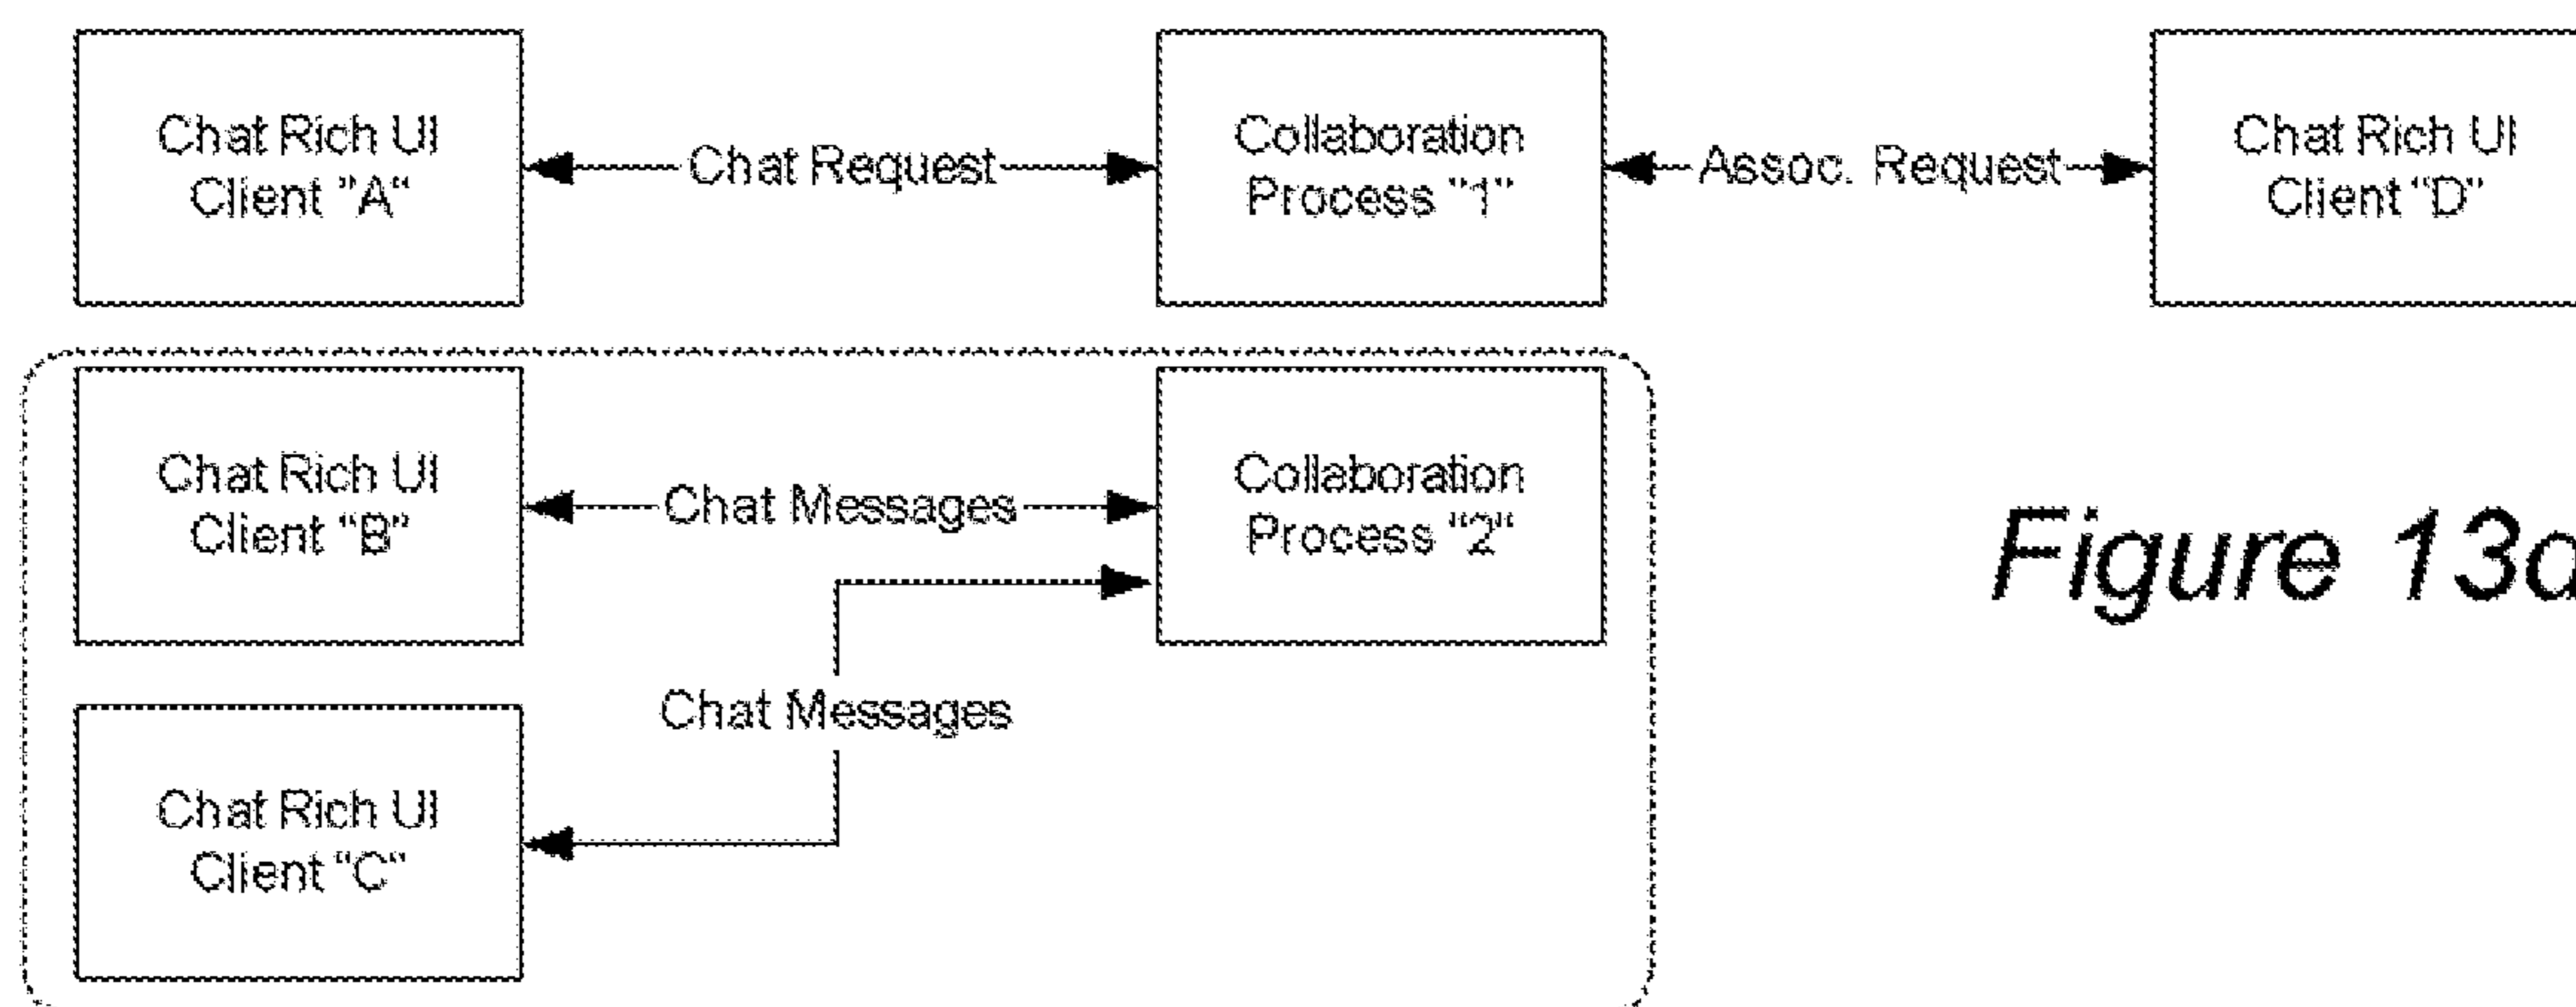 Chat Rich UI
Client "A"
Chat Request
Collaboration
Process "1"
Assoc. Request
Chat Rich UI
Client "D"
Chat Rich UI
Client "B"
Chat Messages
Collaboration
Process "2"
Chat Messages
Chat Rich UI
Client "C"
Figure